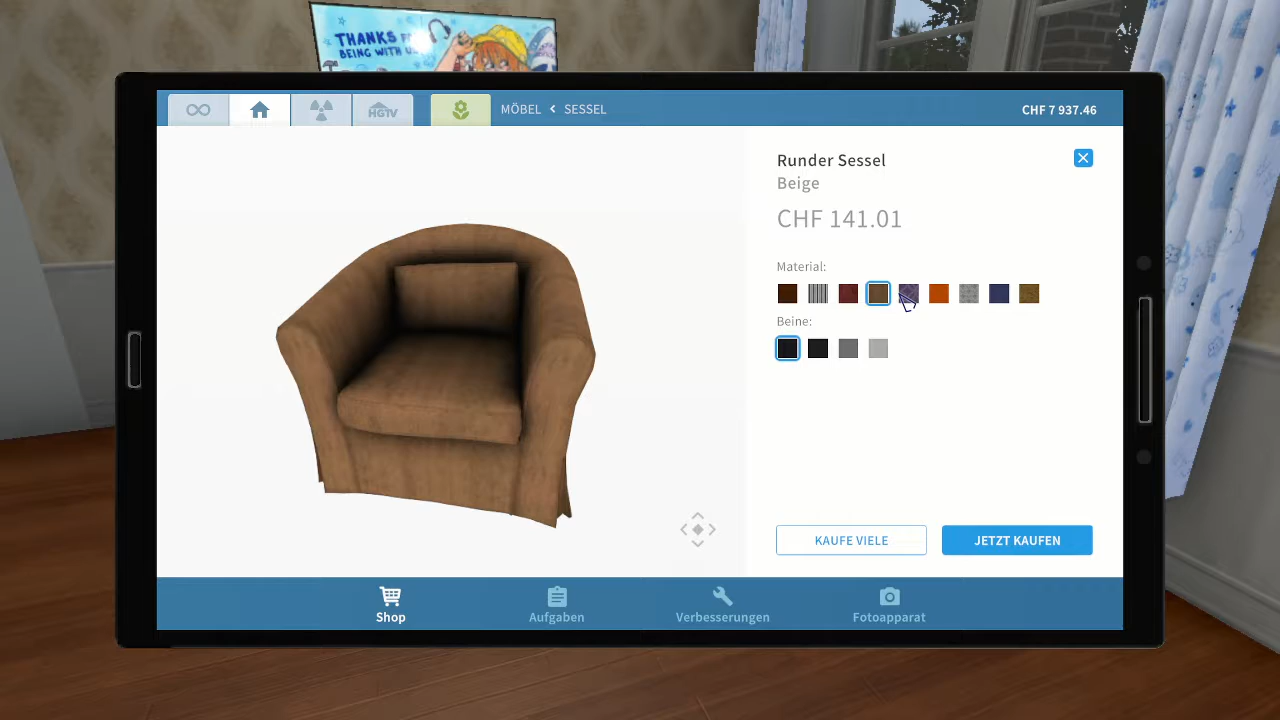 THANKS F
BEING WITH U
HGTV
MÖBEL < SESSEL
CHF 7 937.46
Runder Sessel
Beige
CHF 141.01
Material:
Beine:
KAUFE VIELE
JETZT KAUFEN
Shop
Aufgaben
Verbesserungen
Fotoapparat